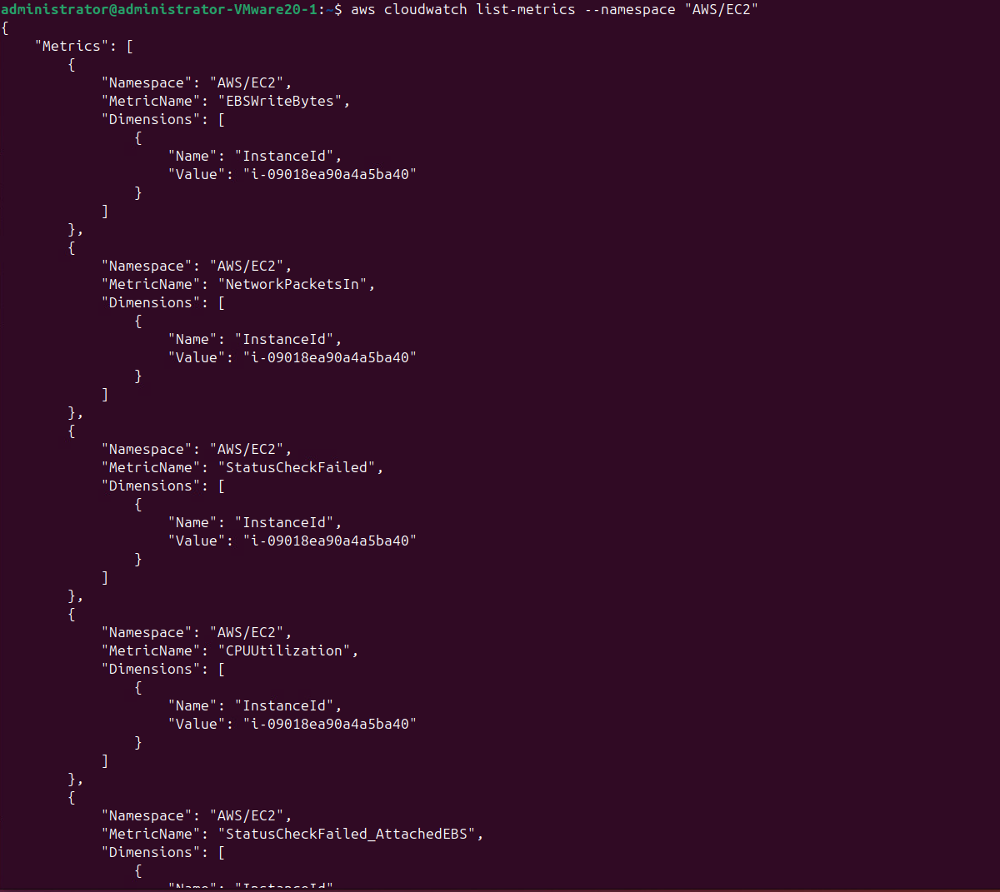 administrator@administrator-VMware20-1:~$ aws cloudwatch list-metrics --namespace "AWS/EC2"
{
    "Metrics": [
        {
            "Namespace": "AWS/EC2",
            "MetricName": "EBSWriteBytes",
            "Dimensions": [
                {
                    "Name": "InstanceId",
                    "Value": "i-09018ea90a4a5ba40"
                }
            ]
        },
        {
            "Namespace": "AWS/EC2",
            "MetricName": "NetworkPacketsIn",
            "Dimensions": [
                {
                    "Name": "InstanceId",
                    "Value": "i-09018ea90a4a5ba40"
                }
            ]
        },
        {
            "Namespace": "AWS/EC2",
            "MetricName": "StatusCheckFailed",
            "Dimensions": [
                {
                    "Name": "InstanceId",
                    "Value": "i-09018ea90a4a5ba40"
                }
            ]
        },
        {
            "Namespace": "AWS/EC2",
            "MetricName": "CPUUtilization",
            "Dimensions": [
                {
                    "Name": "InstanceId",
                    "Value": "i-09018ea90a4a5ba40"
                }
            ]
        },
        {
            "Namespace": "AWS/EC2",
            "MetricName": "StatusCheckFailed_AttachedEBS",
            "Dimensions": [
                {
                    "Name": "InstanceId"